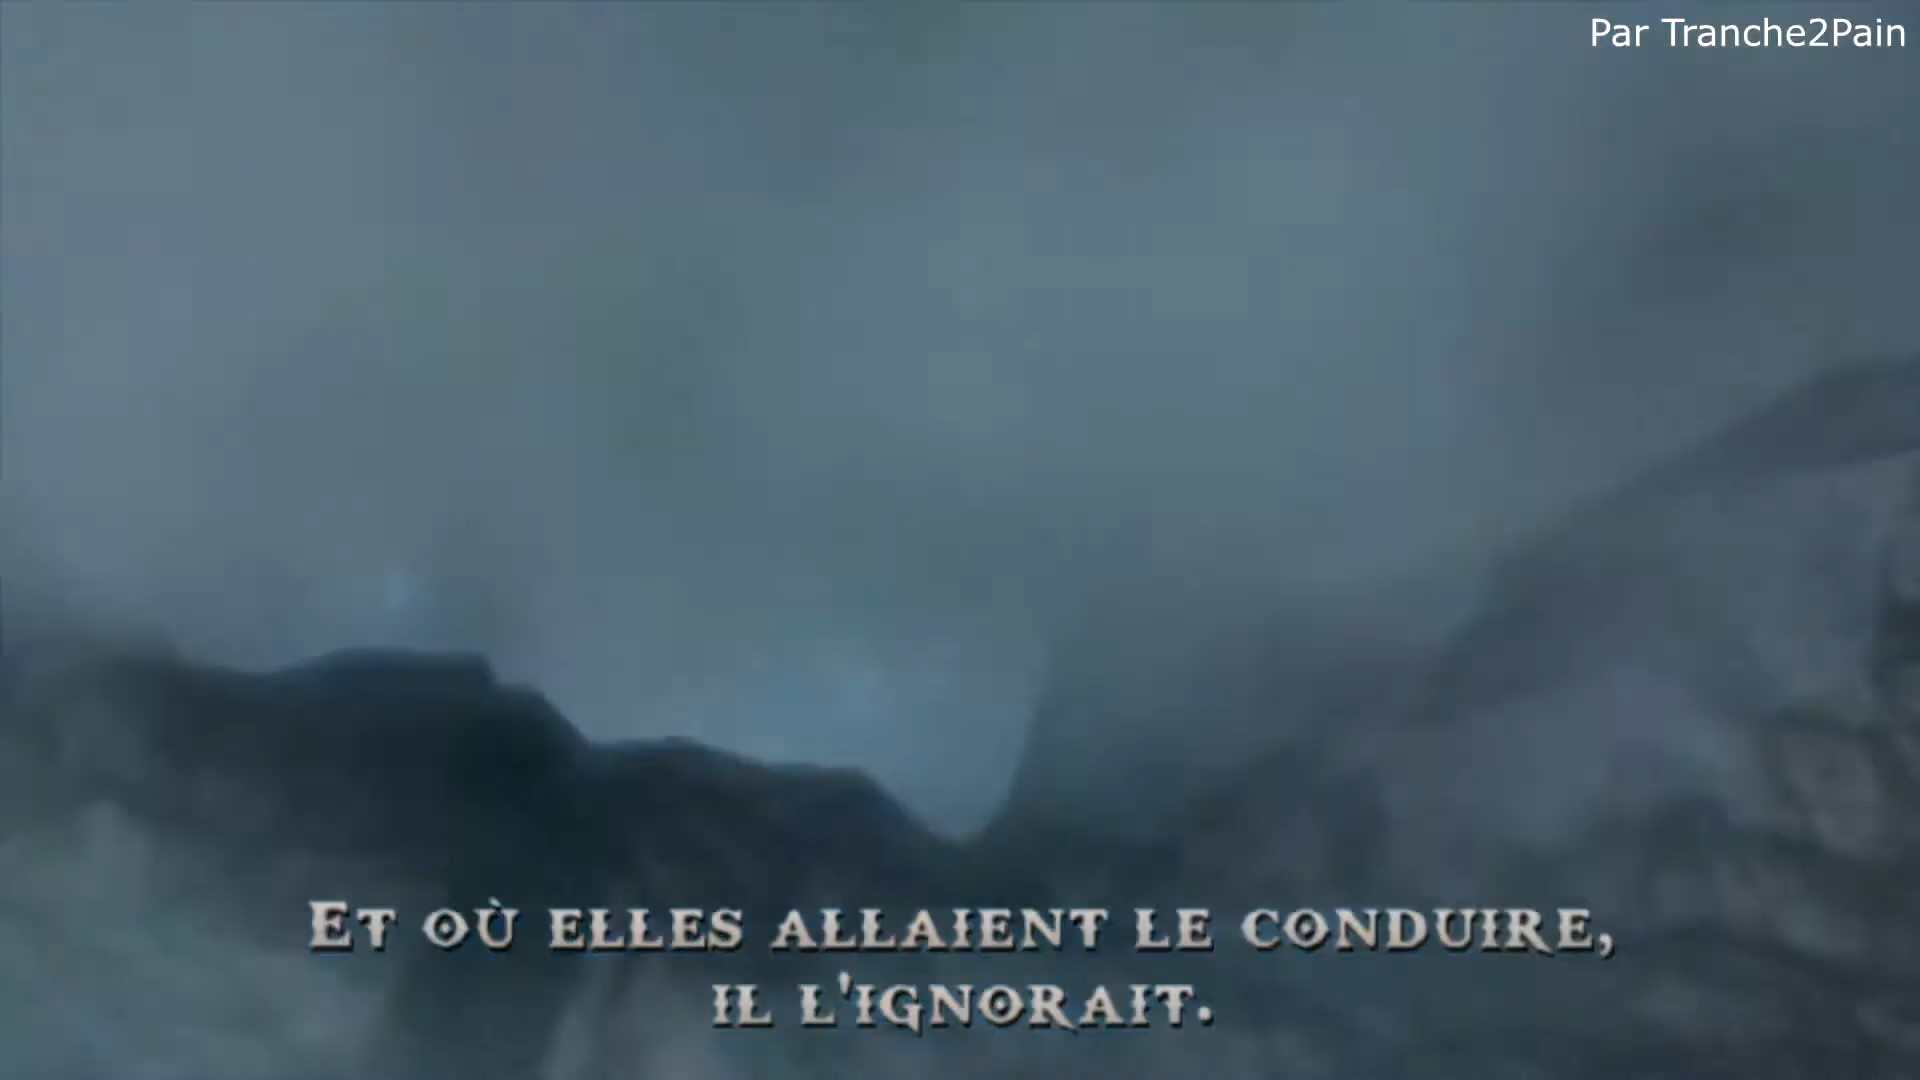 Par Tranche2Pain
ET OÙ ELLES ALLAIENT LE CONDUIRE,
IL L'IGNORAIT.